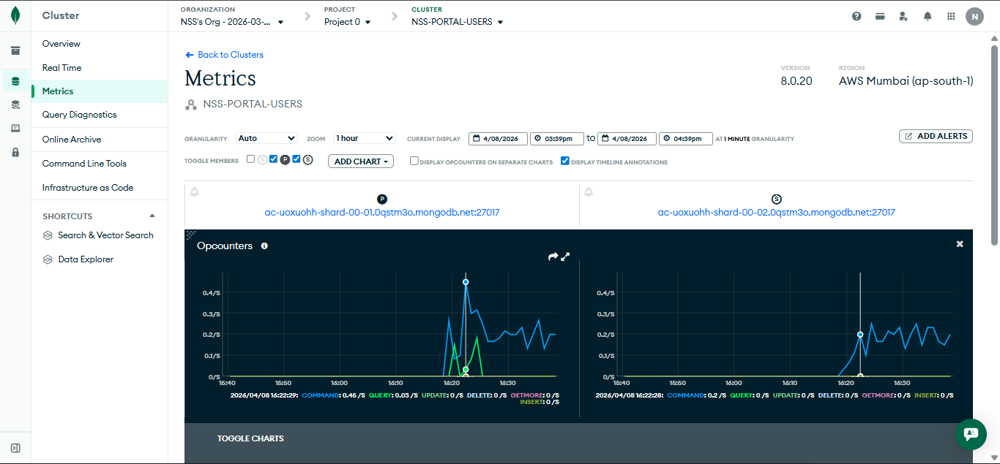 Cluster
ORGANIZATION
NSS's Org - 2026-03-...
PROJECT
Project 0
CLUSTER
NSS-PORTAL-USERS
N
Overview
Real Time
Metrics
Query Diagnostics
Online Archive
Command Line Tools
Infrastructure as Code
SHORTCUTS
Search & Vector Search
Data Explorer
Back to Clusters
Metrics
NSS-PORTAL-USERS
VERSION
8.0.20
REGION
AWS Mumbai (ap-south-1)
GRANULARITY Auto ZOOM 1 hour CURRENT DISPLAY 4/08/2026 03:39pm to 4/08/2026 04:39pm AT 1 MINUTE GRANULARITY
ADD ALERTS
TOGGLE MEMBERS S P S ADD CHART DISPLAY OPCOUNTERS ON SEPARATE CHARTS DISPLAY TIMELINE ANNOTATIONS
P
ac-uoxuohh-shard-00-01.0qstm3o.mongodb.net:27017
S
ac-uoxuohh-shard-00-02.0qstm3o.mongodb.net:27017
Opcounters
0.4/S
0.3/S
0.2/S
0.1/S
0/S
15:40 15:50 16:00 16:10 16:20 16:30
2026/04/08 16:22:29: COMMAND: 0.45 /S QUERY: 0.03 /S UPDATE: 0 /S DELETE: 0 /S GETMORE: 0 /S
INSERT: 0 /S
0.4/S
0.3/S
0.2/S
0.1/S
0/S
15:40 15:50 16:00 16:10 16:20 16:30
2026/04/08 16:22:28: COMMAND: 0.2 /S QUERY: 0 /S UPDATE: 0 /S DELETE: 0 /S GETMORE: 0 /S INSERT: 0 /S
TOGGLE CHARTS